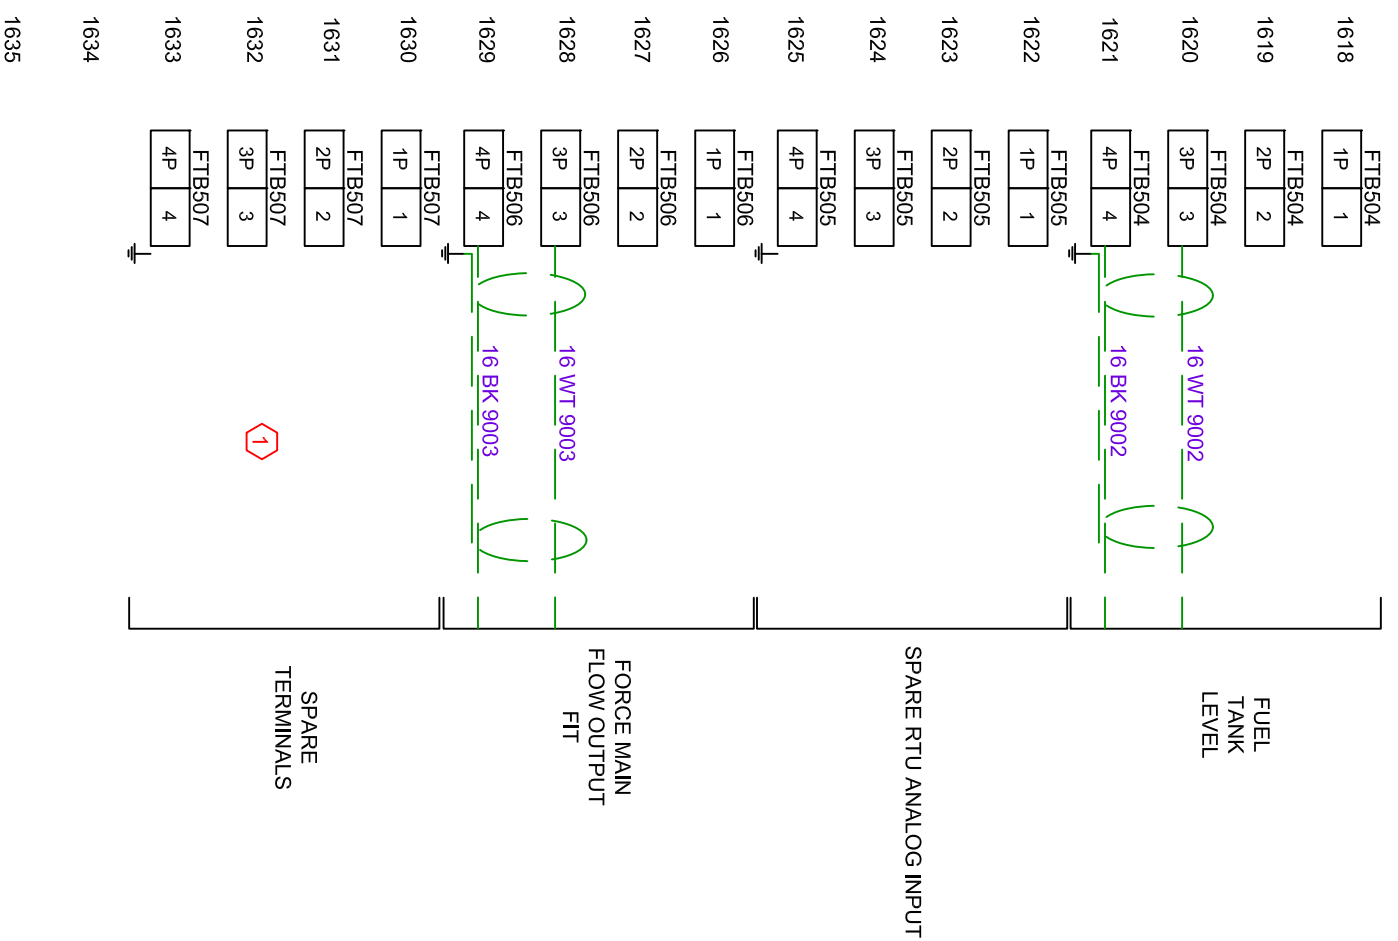 1618
1619
1620
1621
1622
1623
1624
1625
1626
1627
1628
1629
1630
1631
1632
1633
1634
1635
FTB504
1P 1
FTB504
2P 2
FTB504
3P 3
FTB504
4P 4
FTB505
1P 1
FTB505
2P 2
FTB505
3P 3
FTB505
4P 4
FTB506
1P 1
FTB506
2P 2
FTB506
3P 3
FTB506
4P 4
FTB507
1P 1
FTB507
2P 2
FTB507
3P 3
FTB507
4P 4
16 WT 9002
16 BK 9002
16 WT 9003
16 BK 9003
1
FUEL
TANK
LEVEL
SPARE RTU ANALOG INPUT
FORCE MAIN
FLOW OUTPUT
FIT
SPARE
TERMINALS